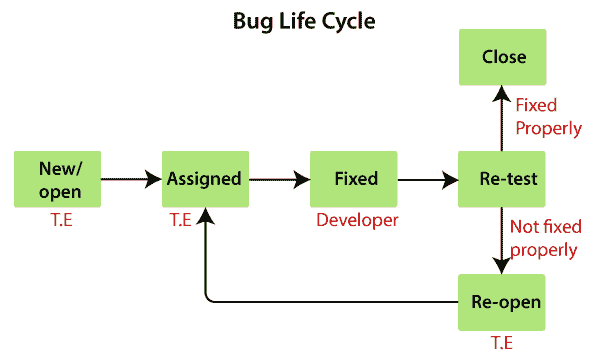 Bug Life Cycle
Close
Fixed
Properly
New/
open
Assigned
Fixed
Re-test
T.E
T.E
Developer
Not fixed
properly
Re-open
T.E